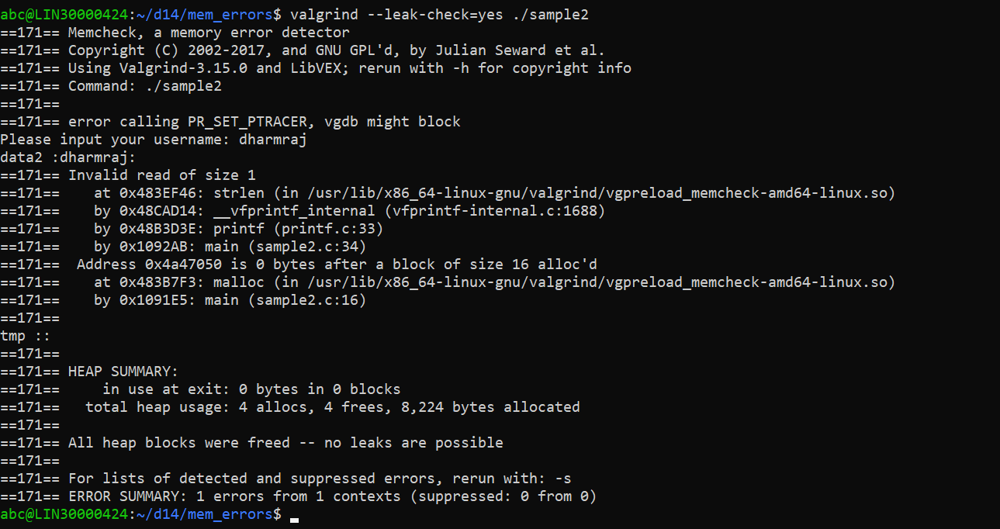 abc@LIN30000424:~/d14/mem_errors$ valgrind --leak-check=yes ./sample2
==171== Memcheck, a memory error detector
==171== Copyright (C) 2002-2017, and GNU GPL'd, by Julian Seward et al.
==171== Using Valgrind-3.15.0 and LibVEX; rerun with -h for copyright info
==171== Command: ./sample2
==171==
==171== error calling PR_SET_PTRACER, vgdb might block
Please input your username: dharmraj
data2 :dharmraj:
==171== Invalid read of size 1
==171==    at 0x483EF46: strlen (in /usr/lib/x86_64-linux-gnu/valgrind/vgpreload_memcheck-amd64-linux.so)
==171==    by 0x48CAD14: __vfprintf_internal (vfprintf-internal.c:1688)
==171==    by 0x48B3D3E: printf (printf.c:33)
==171==    by 0x1092AB: main (sample2.c:34)
==171==  Address 0x4a47050 is 0 bytes after a block of size 16 alloc'd
==171==    at 0x483B7F3: malloc (in /usr/lib/x86_64-linux-gnu/valgrind/vgpreload_memcheck-amd64-linux.so)
==171==    by 0x1091E5: main (sample2.c:16)
==171==
tmp ::
==171==
==171== HEAP SUMMARY:
==171==     in use at exit: 0 bytes in 0 blocks
==171==   total heap usage: 4 allocs, 4 frees, 8,224 bytes allocated
==171==
==171== All heap blocks were freed -- no leaks are possible
==171==
==171== For lists of detected and suppressed errors, rerun with: -s
==171== ERROR SUMMARY: 1 errors from 1 contexts (suppressed: 0 from 0)
abc@LIN30000424:~/d14/mem_errors$